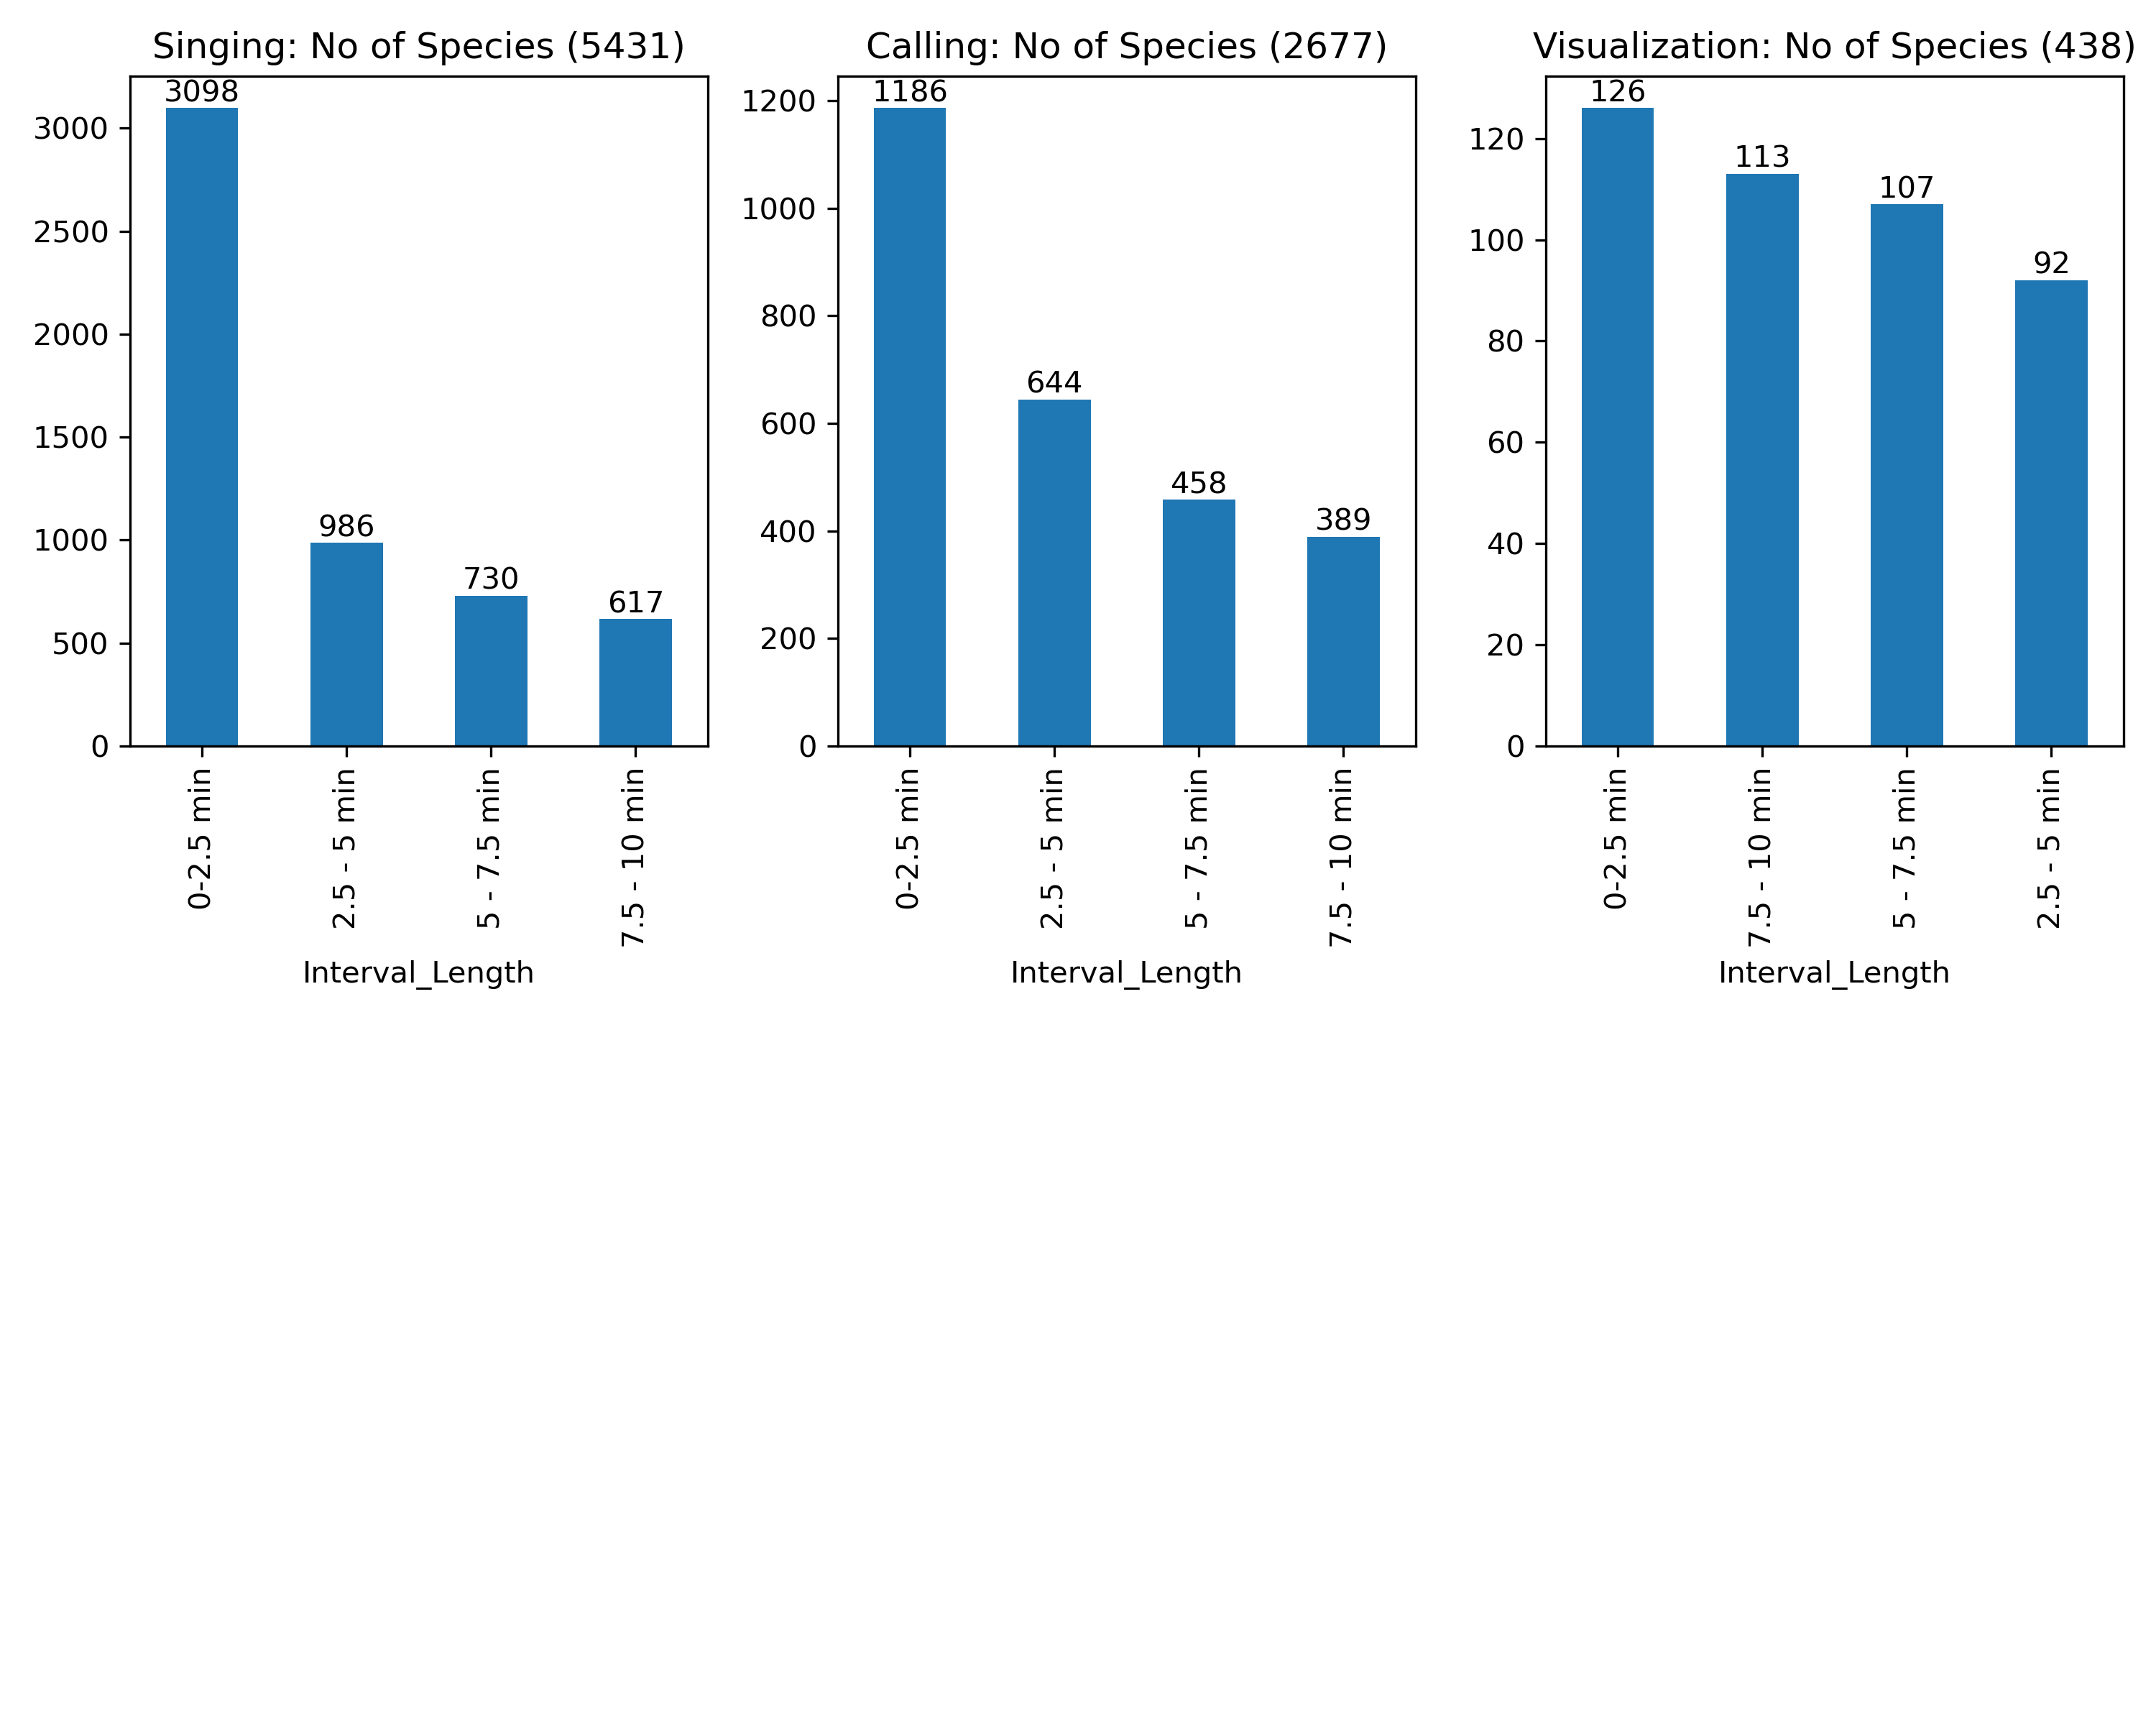 Singing: No of Species (5431)
3098
986
730
617
3000
2500
2000
1500
1000
500
0
0-2.5 min
2.5 - 5 min
5 - 7.5 min
7.5 - 10 min
Interval_Length
Calling: No of Species (2677)
1186
644
458
389
1200
1000
800
600
400
200
0
0-2.5 min
2.5 - 5 min
5 - 7.5 min
7.5 - 10 min
Interval_Length
Visualization: No of Species (438)
126
113
107
92
120
100
80
60
40
20
0
0-2.5 min
7.5 - 10 min
5 - 7.5 min
2.5 - 5 min
Interval_Length